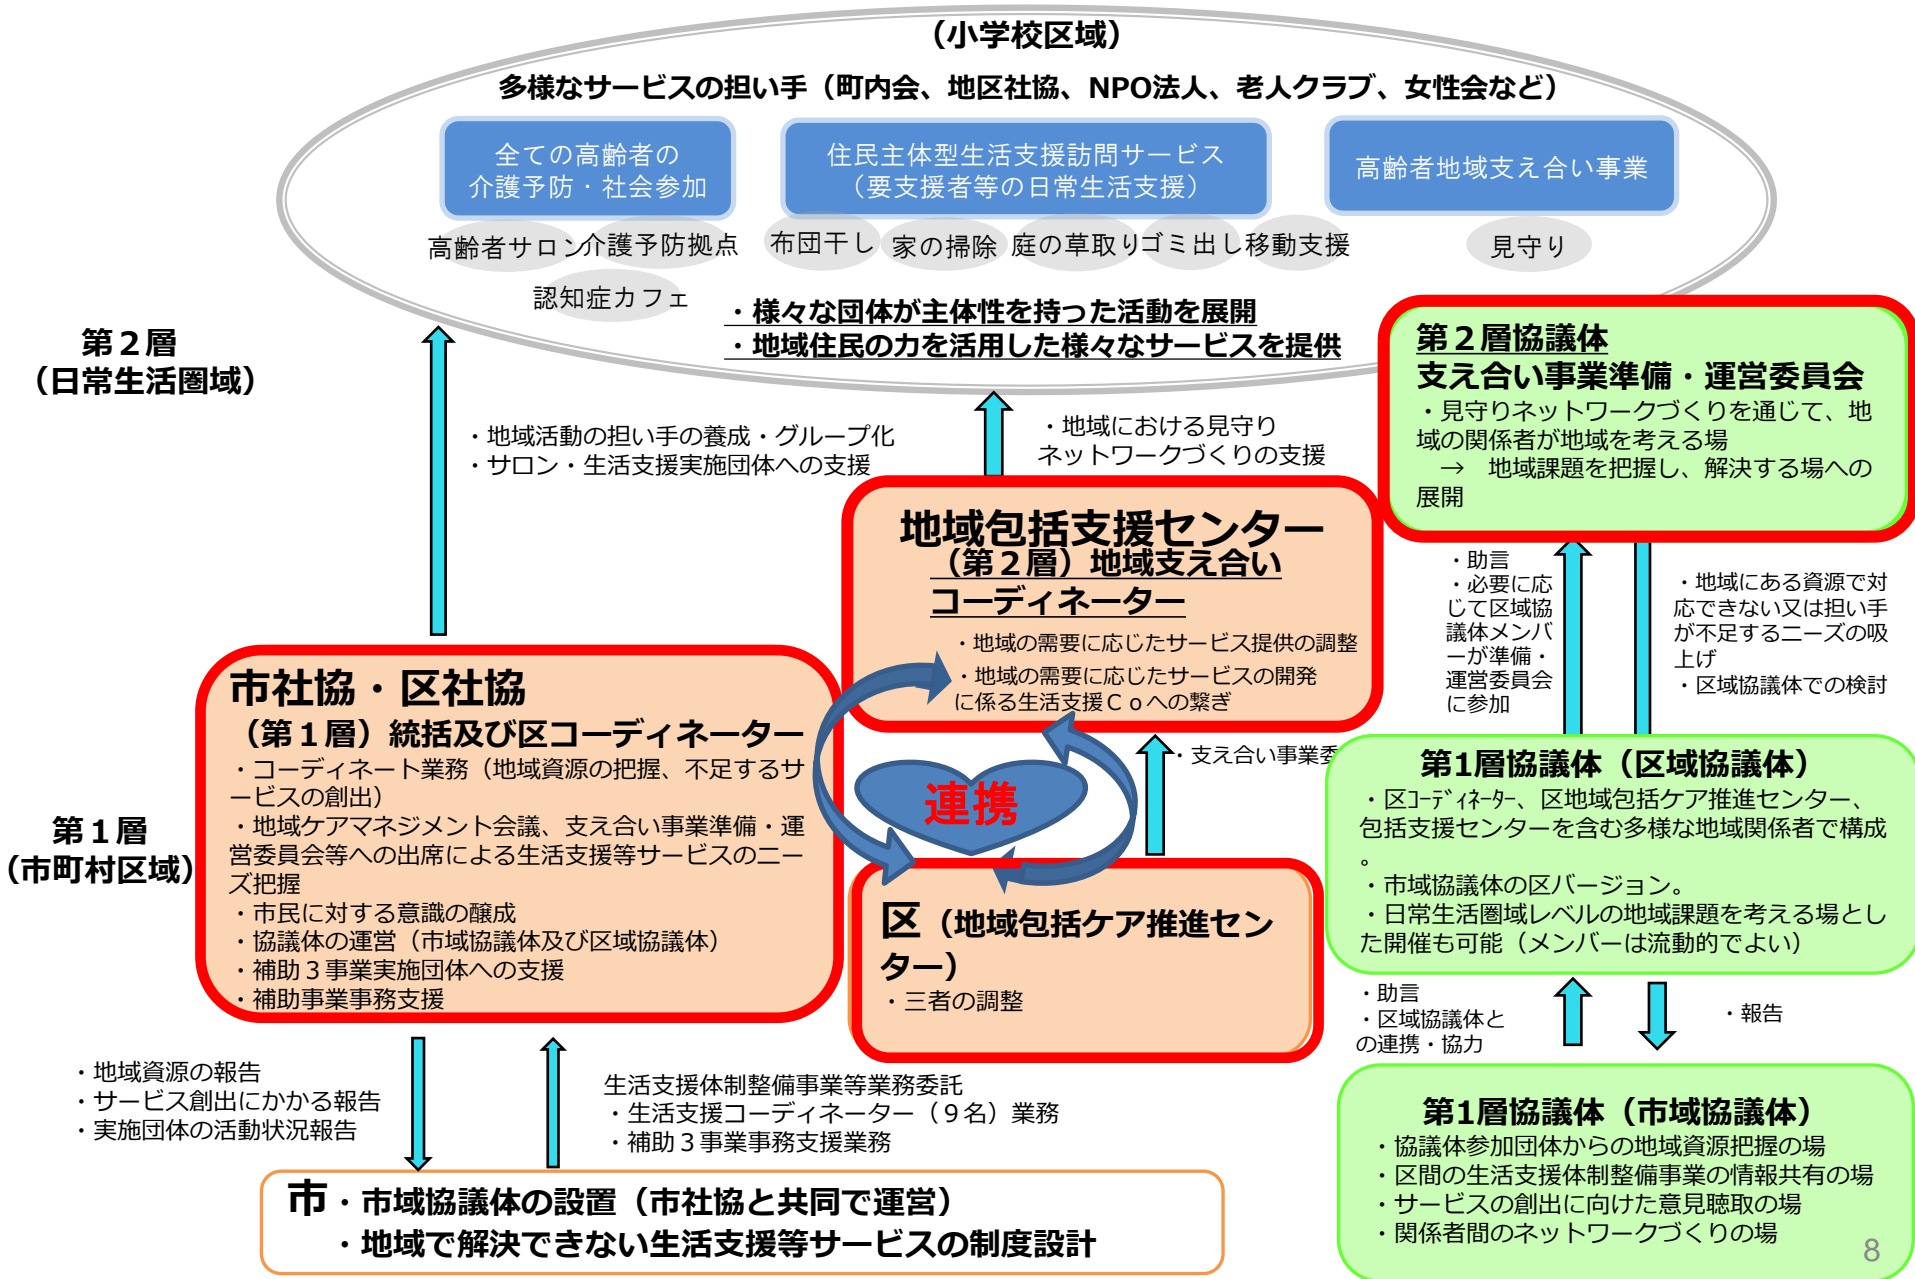 （小学校区域）
多様なサービスの担い手（町内会、地区社協、NPO法人、老人クラブ、女性会など）
全ての高齢者の
介護予防・社会参加
住民主体型生活支援訪問サービス
（要支援者等の日常生活支援）
高齢者地域支え合い事業
高齢者サロン
介護予防拠点
認知症カフェ
布団干し
家の掃除
庭の草取り
ゴミ出し
移動支援
見守り
・様々な団体が主体性を持った活動を展開
・地域住民の力を活用した様々なサービスを提供
第２層
（日常生活圏域）
・地域活動の担い手の養成・グループ化
・サロン・生活支援実施団体への支援
・地域における見守り
ネットワークづくりの支援
第２層協議体
支え合い事業準備・運営委員会
・見守りネットワークづくりを通じて、地
域の関係者が地域を考える場
→　地域課題を把握し、解決する場への
展開
地域包括支援センター
（第２層）地域支え合い
コーディネーター
・地域の需要に応じたサービス提供の調整
・地域の需要に応じたサービスの開発
に係る生活支援Ｃｏへの繋ぎ
・助言
・必要に応
じて区域協
議体メンバ
ーが準備・
運営委員会
に参加
・地域にある資源で対
応できない又は担い手
が不足するニーズの吸
上げ
・区域協議体での検討
第１層
（市町村区域）
市社協・区社協
（第１層）統括及び区コーディネーター
・コーディネート業務（地域資源の把握、不足するサ
ービスの創出）
・地域ケアマネジメント会議、支え合い事業準備・運
営委員会等への出席による生活支援等サービスのニー
ズ把握
・市民に対する意識の醸成
・協議体の運営（市域協議体及び区域協議体）
・補助３事業実施団体への支援
・補助事業事務支援
連携
・支え合い事業委
区（地域包括ケア推進セン
ター）
・三者の調整
第1層協議体（区域協議体）
・区ｺｰﾃﾞｨﾈｰﾀｰ、区地域包括ケア推進センター、
包括支援センターを含む多様な地域関係者で構成
。
・市域協議体の区バージョン。
・日常生活圏域レベルの地域課題を考える場とし
た開催も可能（メンバーは流動的でよい）
・助言
・区域協議体と
の連携・協力
・報告
・地域資源の報告
・サービス創出にかかる報告
・実施団体の活動状況報告
生活支援体制整備事業等業務委託
・生活支援コーディネーター（９名）業務
・補助３事業事務支援業務
市・市域協議体の設置（市社協と共同で運営）
・地域で解決できない生活支援等サービスの制度設計
第1層協議体（市域協議体）
・協議体参加団体からの地域資源把握の場
・区間の生活支援体制整備事業の情報共有の場
・サービスの創出に向けた意見聴取の場
・関係者間のネットワークづくりの場
8